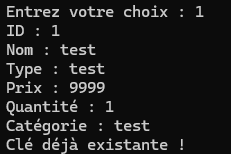 Entrez votre choix : 1
ID : 1
Nom : test
Type : test
Prix : 9999
Quantité : 1
Catégorie : test
Clé déjà existante !